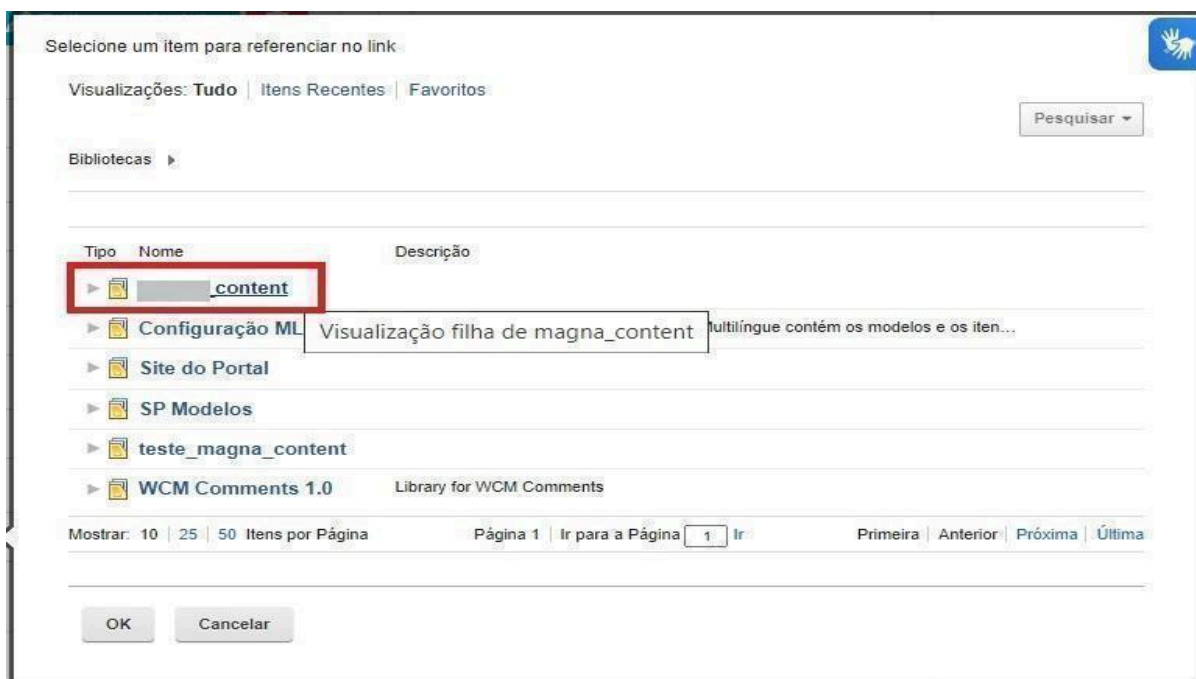 Selecione um item para referenciar no link
Visualizações: Tudo | Itens Recentes | Favoritos
Pesquisar
Bibliotecas
Tipo Nome Descrição
_content
Configuração ML ultilíngue contém os modelos e os iten...
Visualização filha de magna_content
Site do Portal
SP Modelos
teste_magna_content
WCM Comments 1.0 Library for WCM Comments
Mostrar: 10 | 25 | 50 Itens por Página Página 1 | Ir para a Página 1 Ir Primeira | Anterior | Próxima | Última
OK Cancelar